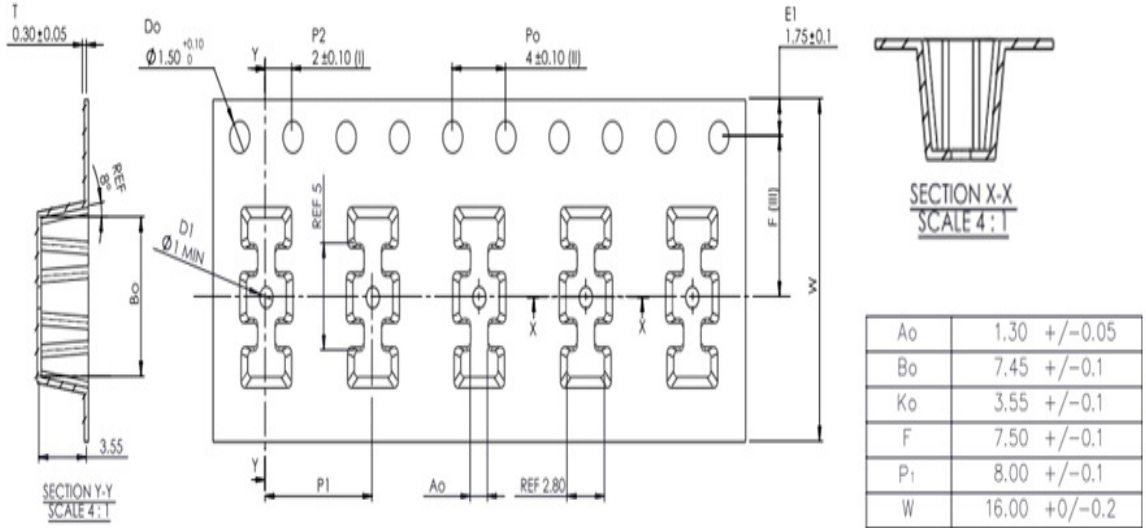 T
0.30±0.05
Do
Ø1.50 +0.10 0
Y
P2
2 ±0.10 (I)
Po
4 ±0.10 (II)
E1
1.75±0.1
REF 8°
Bo
3.55
SECTION Y-Y
SCALE 4 : 1
D1
Ø1 MIN
REF 5
X
X
F (III)
W
Y
P1
Ao
REF 2.80
SECTION X-X
SCALE 4 : 1
Ao 1.30 +/-0.05
Bo 7.45 +/-0.1
Ko 3.55 +/-0.1
F 7.50 +/-0.1
P1 8.00 +/-0.1
W 16.00 +0/-0.2